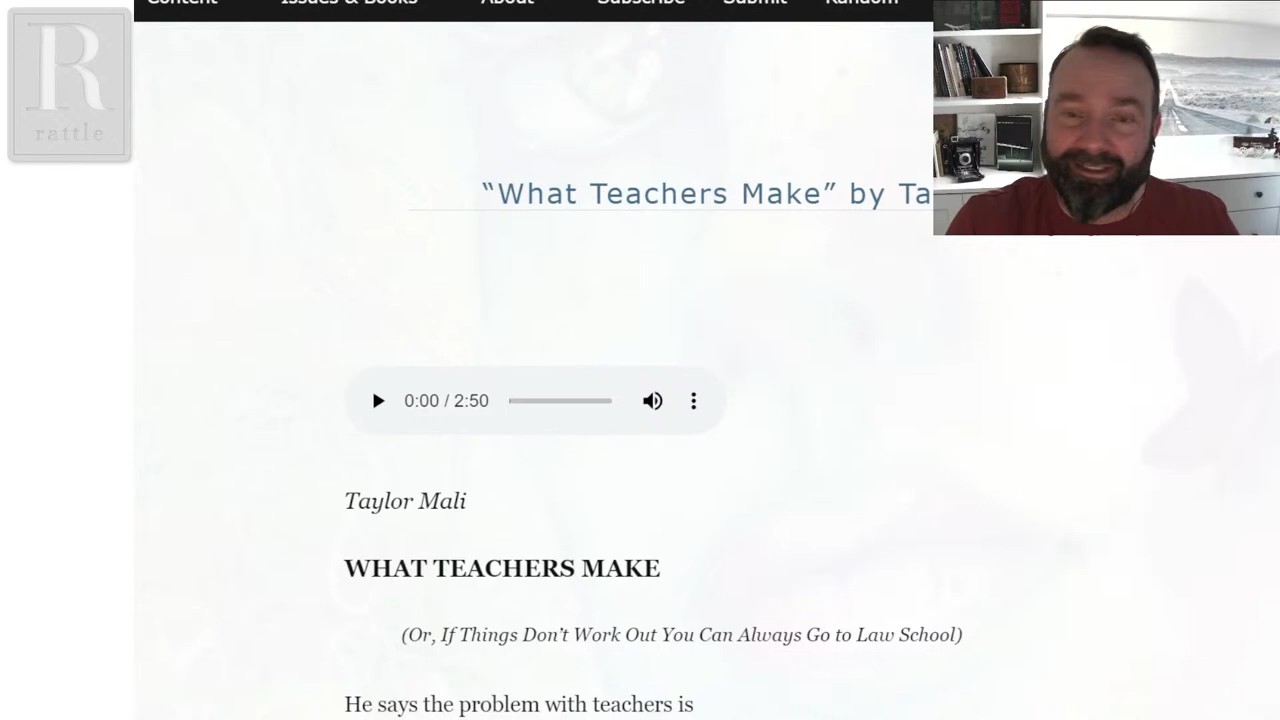 Content Issues & Books About Subscribe Submit Random
R
rattle
“What Teachers Make” by Ta
0:00 / 2:50
Taylor Mali
WHAT TEACHERS MAKE
(Or, If Things Don’t Work Out You Can Always Go to Law School)
He says the problem with teachers is